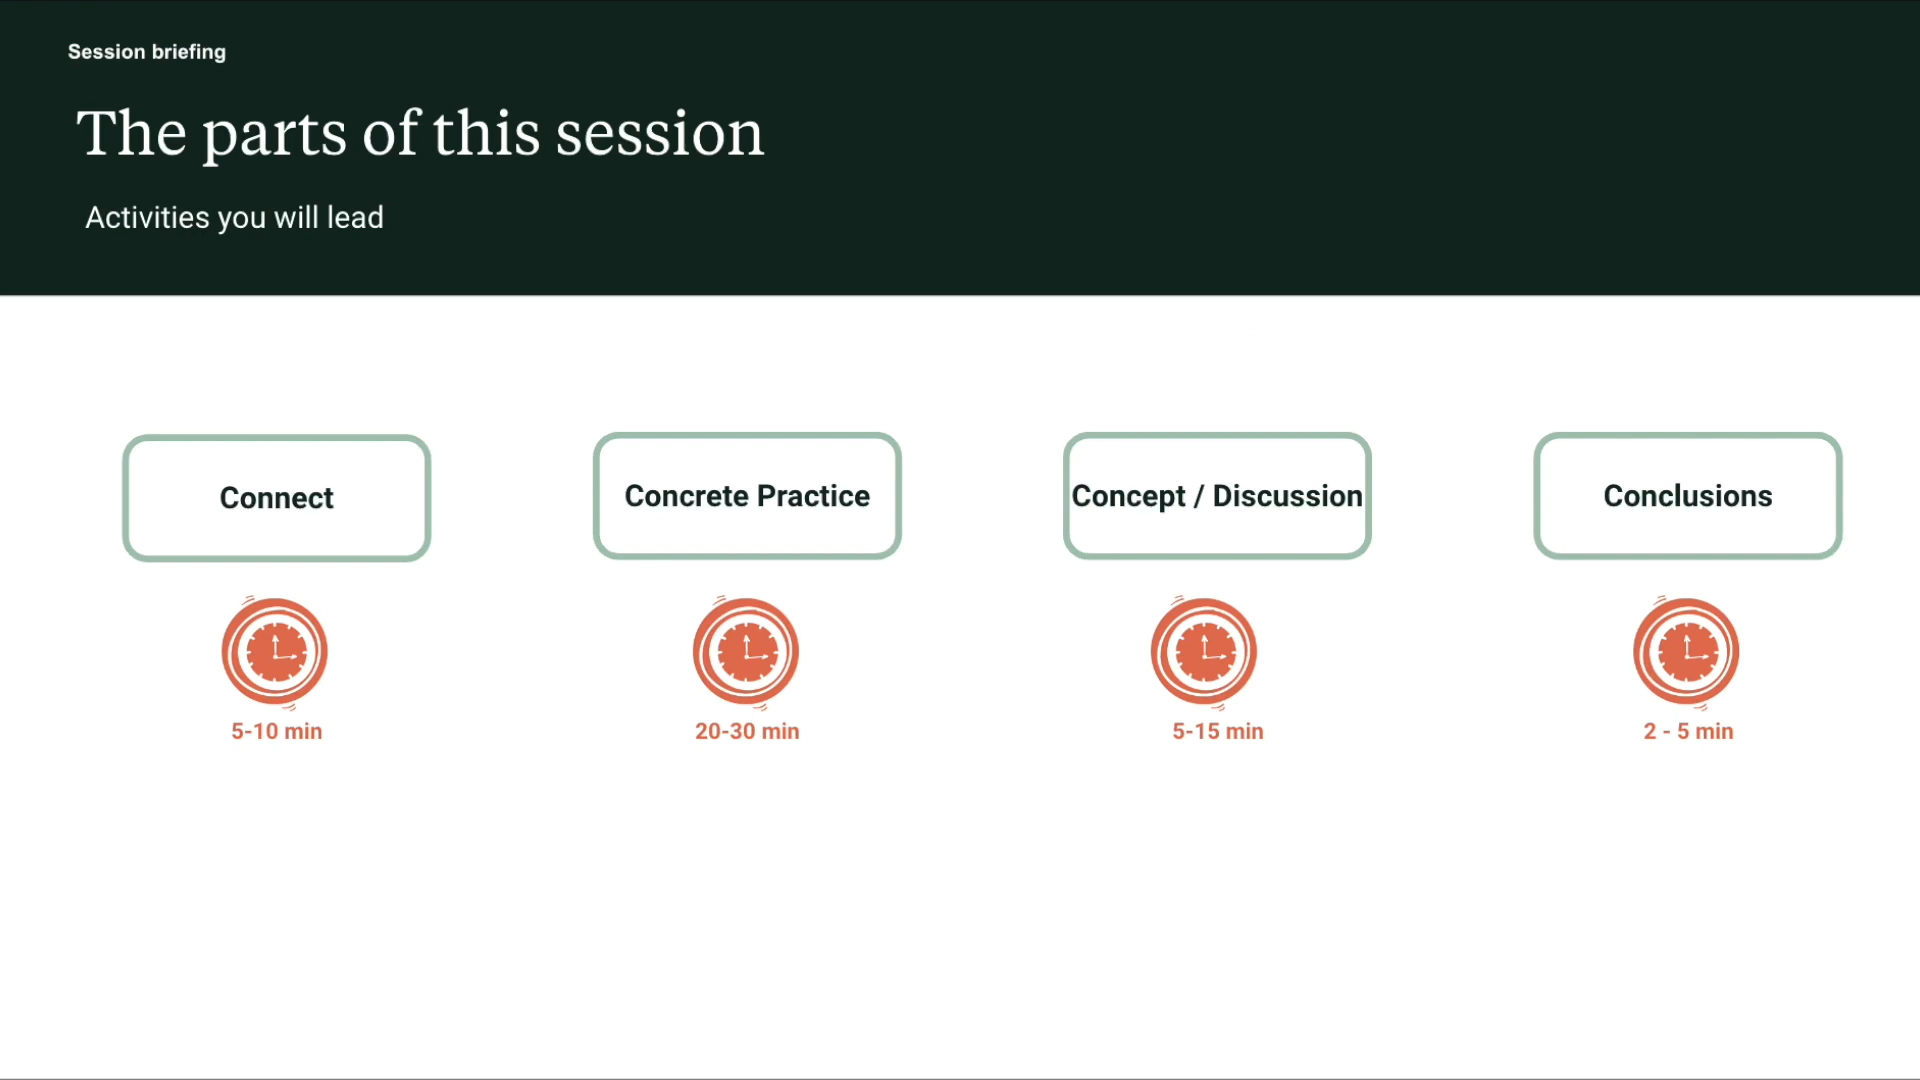 Session briefing
The parts of this session
Activities you will lead
Connect
Concrete Practice
Concept / Discussion
Conclusions
5-10 min
20-30 min
5-15 min
2 - 5 min